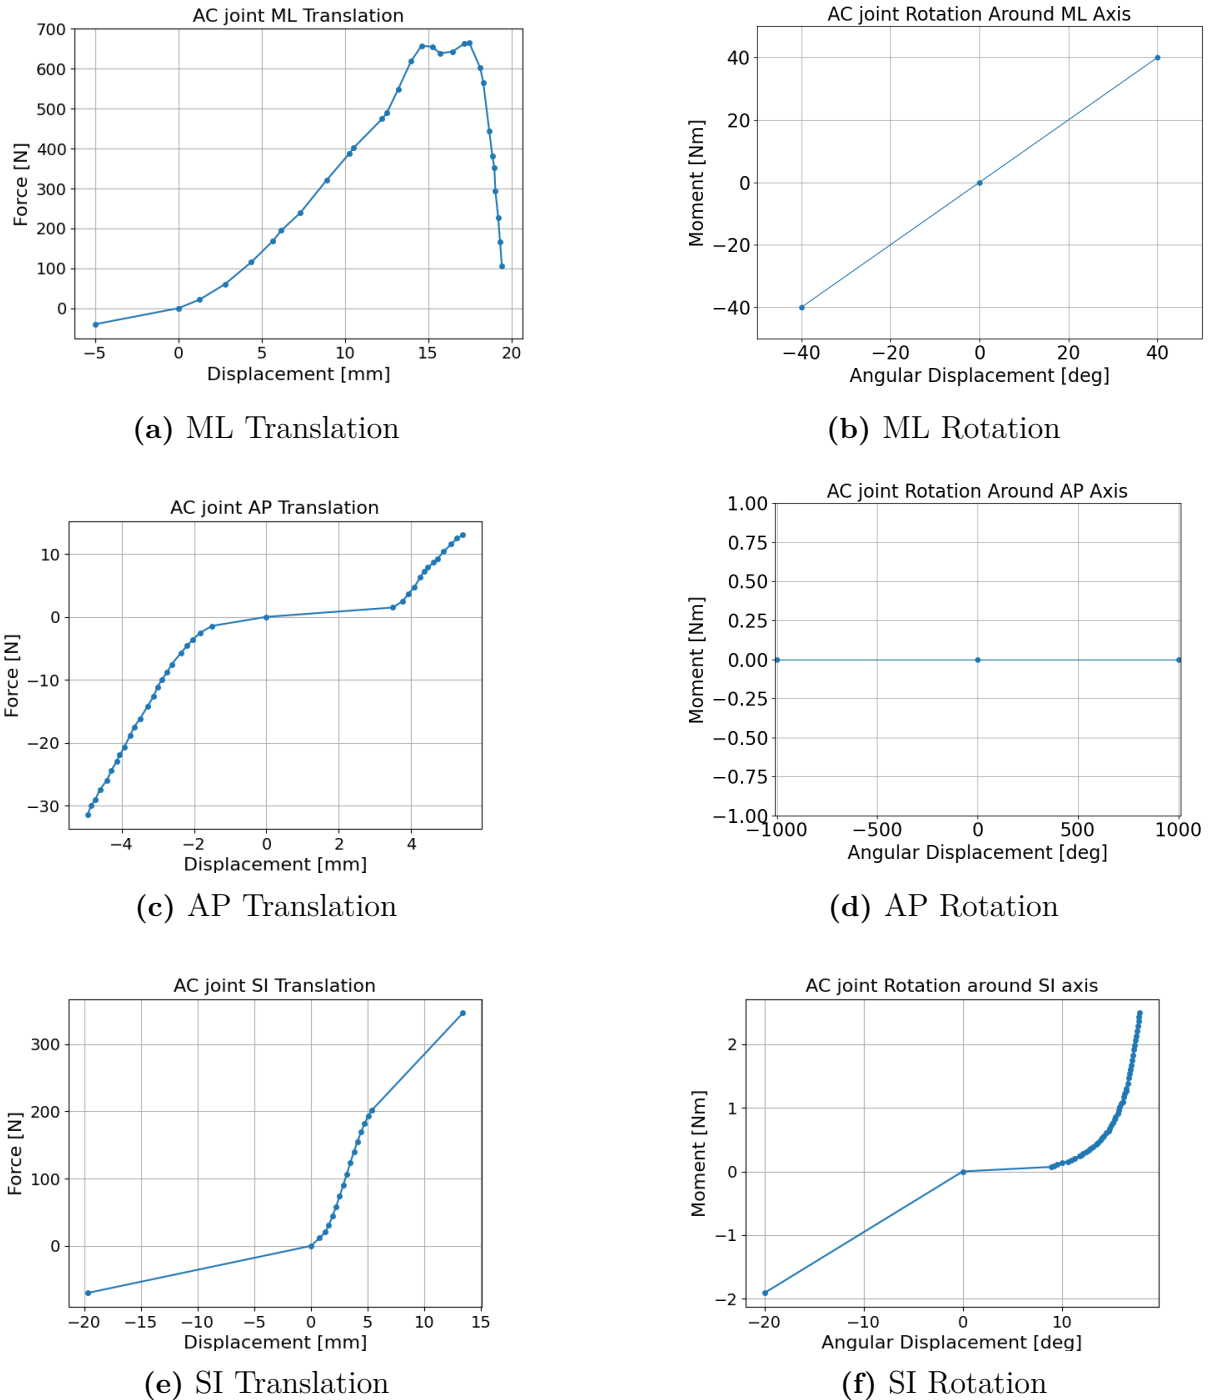 AC joint ML Translation
700
600
500
400
300
200
100
0
Force [N]
−5 0 5 10 15 20
Displacement [mm]
(a) ML Translation
AC joint Rotation Around ML Axis
40
20
0
−20
−40
Moment [Nm]
−40 −20 0 20 40
Angular Displacement [deg]
(b) ML Rotation
AC joint AP Translation
10
0
−10
−20
−30
Force [N]
−4 −2 0 2 4
Displacement [mm]
(c) AP Translation
AC joint Rotation Around AP Axis
1.00
0.75
0.50
0.25
0.00
−0.25
−0.50
−0.75
−1.00
Moment [Nm]
−1000 −500 0 500 1000
Angular Displacement [deg]
(d) AP Rotation
AC joint SI Translation
300
200
100
0
Force [N]
−20 −15 −10 −5 0 5 10 15
Displacement [mm]
(e) SI Translation
AC joint Rotation around SI axis
2
1
0
−1
−2
Moment [Nm]
−20 −10 0 10
Angular Displacement [deg]
(f) SI Rotation